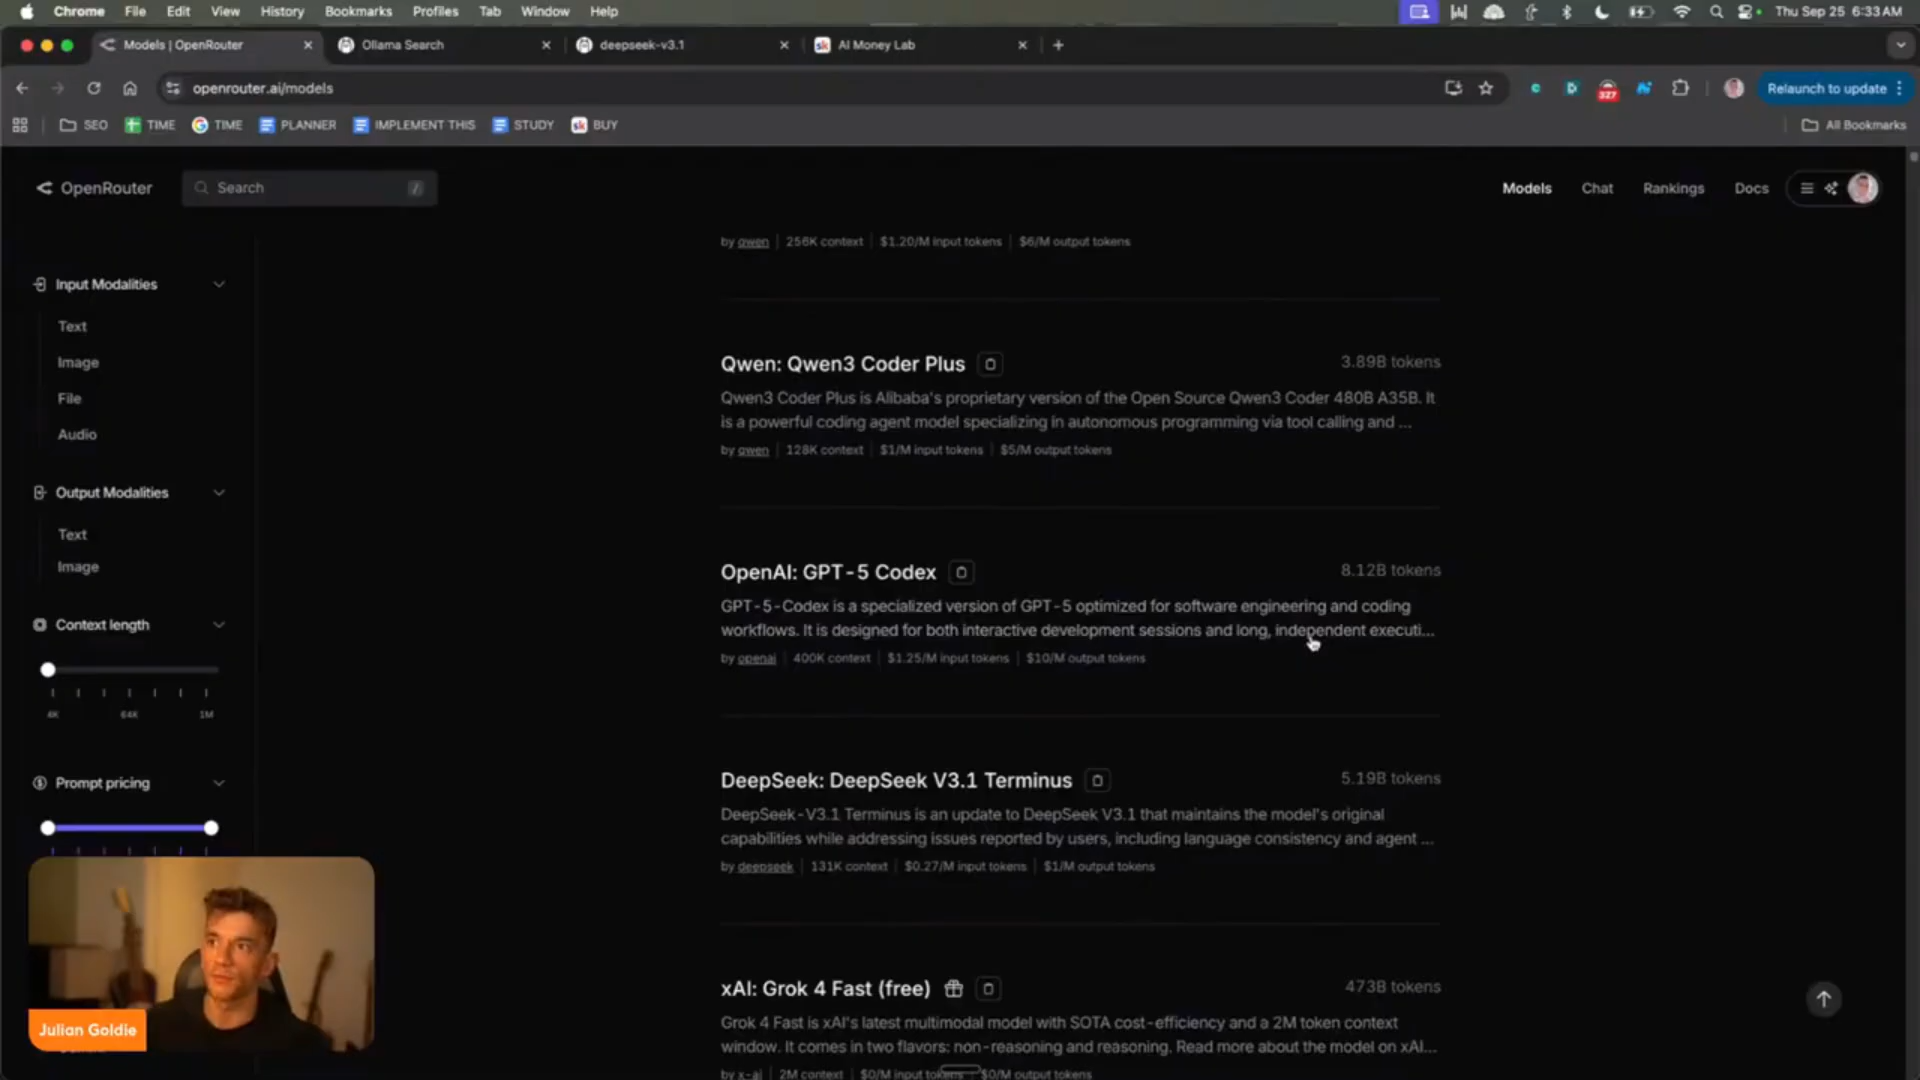 Chrome File Edit View History Bookmarks Profiles Tab Window Help Thu Sep 25 6:33 AM
Models | OpenRouter Ollama Search deepseek-v3.1 AI Money Lab
openrouter.ai/models 327 Relaunch to update
SEO TIME TIME PLANNER IMPLEMENT THIS STUDY BUY All Bookmarks
OpenRouter Search / Models Chat Rankings Docs
by qwen 256K context $1.20/M input tokens $6/M output tokens
Input Modalities
Text
Image
File
Audio
Output Modalities
Text
Image
Context length
4K 64K 1M
Prompt pricing
Qwen: Qwen3 Coder Plus 3.89B tokens
Qwen3 Coder Plus is Alibaba's proprietary version of the Open Source Qwen3 Coder 480B A35B. It
is a powerful coding agent model specializing in autonomous programming via tool calling and ...
by qwen 128K context $1/M input tokens $5/M output tokens
OpenAI: GPT-5 Codex 8.12B tokens
GPT-5-Codex is a specialized version of GPT-5 optimized for software engineering and coding
workflows. It is designed for both interactive development sessions and long, independent executi...
by openai 400K context $1.25/M input tokens $10/M output tokens
DeepSeek: DeepSeek V3.1 Terminus 5.19B tokens
DeepSeek-V3.1 Terminus is an update to DeepSeek V3.1 that maintains the model's original
capabilities while addressing issues reported by users, including language consistency and agent ...
by deepseek 131K context $0.27/M input tokens $1/M output tokens
xAI: Grok 4 Fast (free) 473B tokens
Grok 4 Fast is xAI's latest multimodal model with SOTA cost-efficiency and a 2M token context
window. It comes in two flavors: non-reasoning and reasoning. Read more about the model on xAI...
by x-ai 2M context $0/M input tokens $0/M output tokens
Julian Goldie